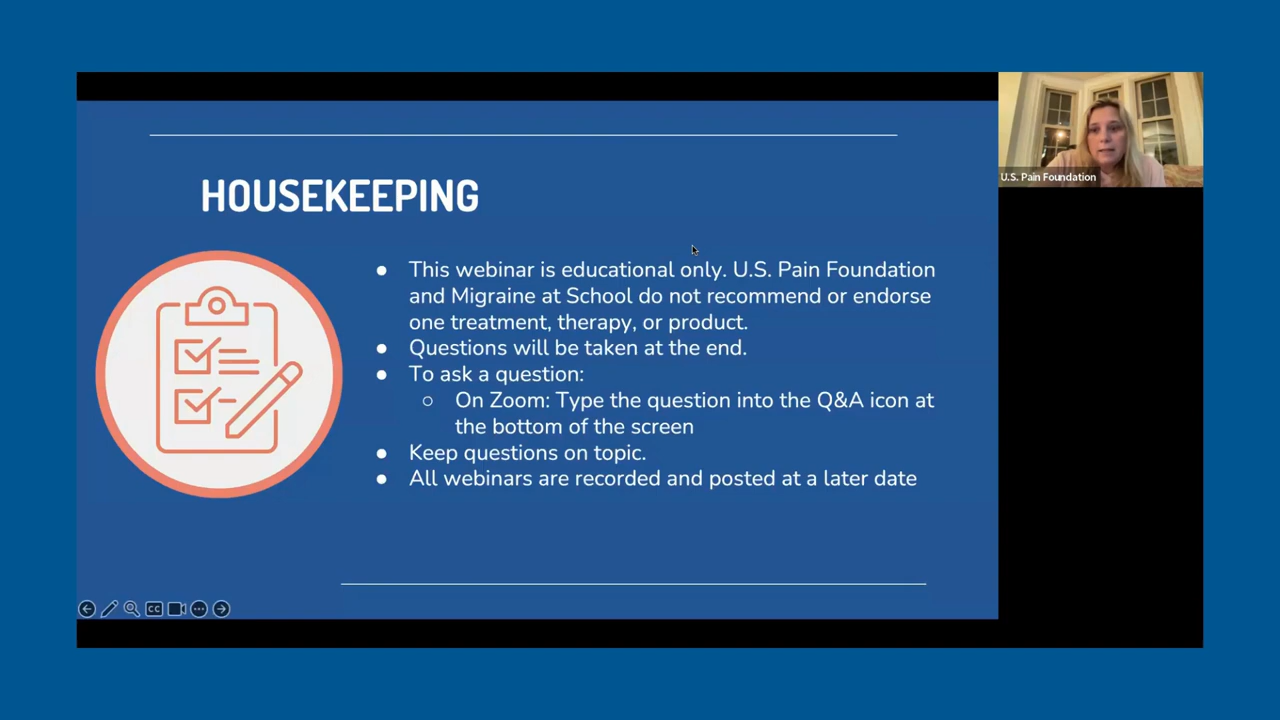 HOUSEKEEPING
● This webinar is educational only. U.S. Pain Foundation
and Migraine at School do not recommend or endorse
one treatment, therapy, or product.
● Questions will be taken at the end.
● To ask a question:
○ On Zoom: Type the question into the Q&A icon at
the bottom of the screen
● Keep questions on topic.
● All webinars are recorded and posted at a later date
U.S. Pain Foundation
CC